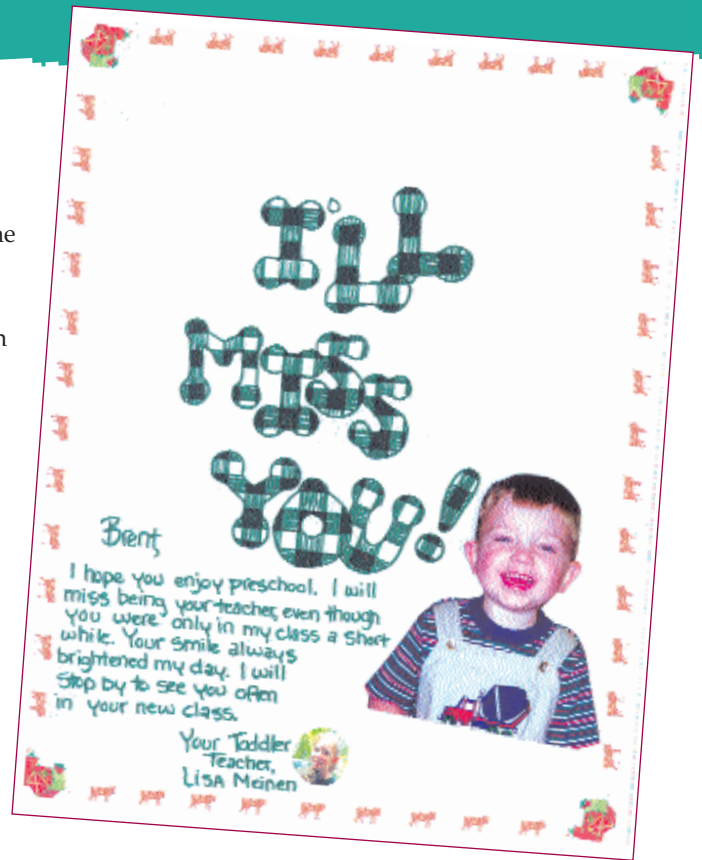 I'LL
MISS
YOU!
Brent,
I hope you enjoy preschool. I will
miss being your teacher, even though
you were only in my class a short
while. Your smile always
brightened my day. I will
stop by to see you often
in your new class.
Your Toddler
Teacher,
LISA Meinen